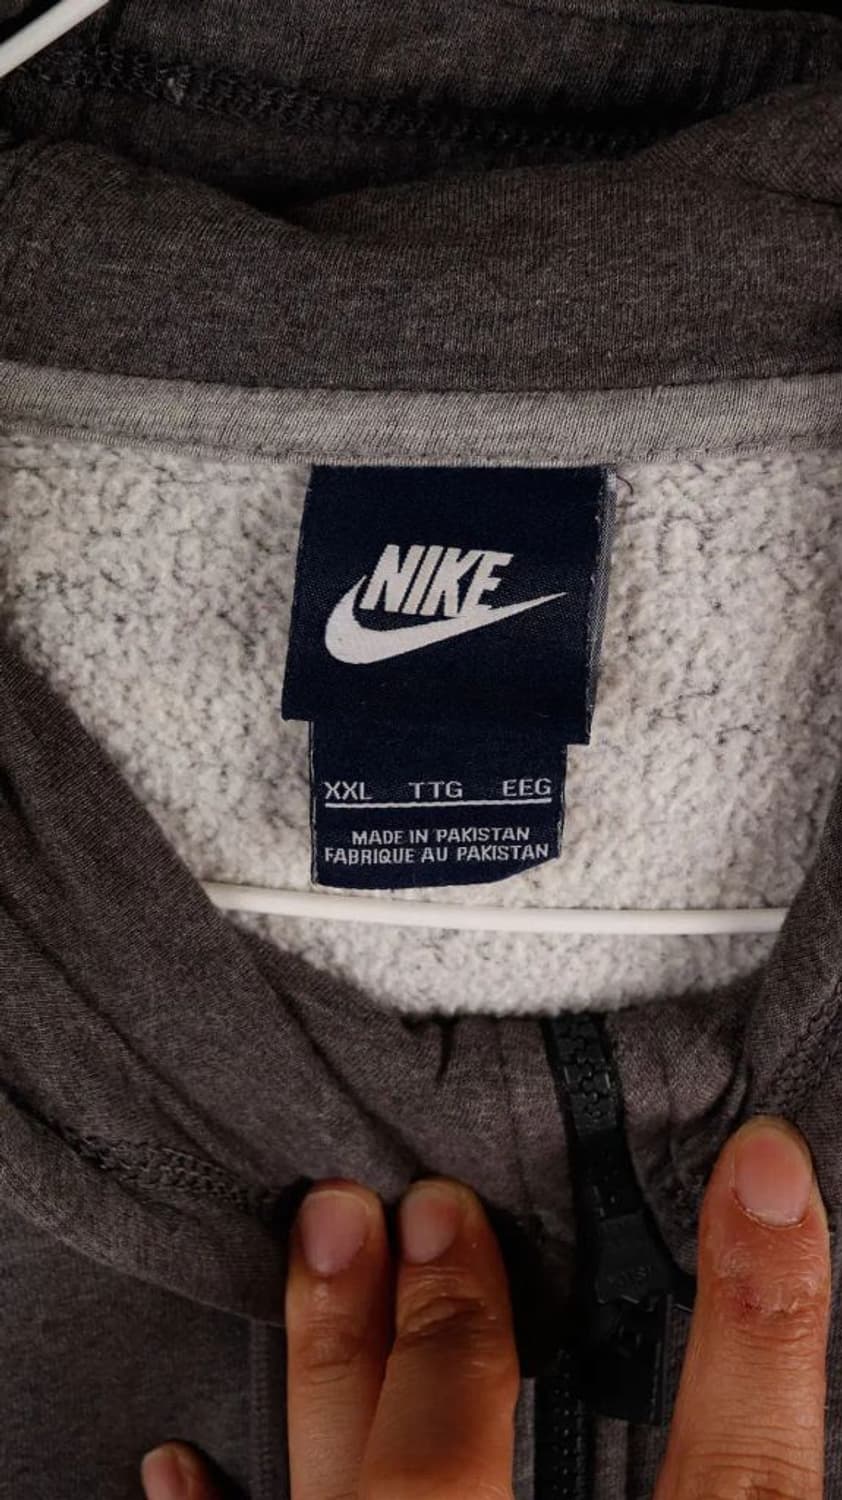 NIKE
XXL TTG EEG
MADE IN PAKISTAN
FABRIQUE AU PAKISTAN